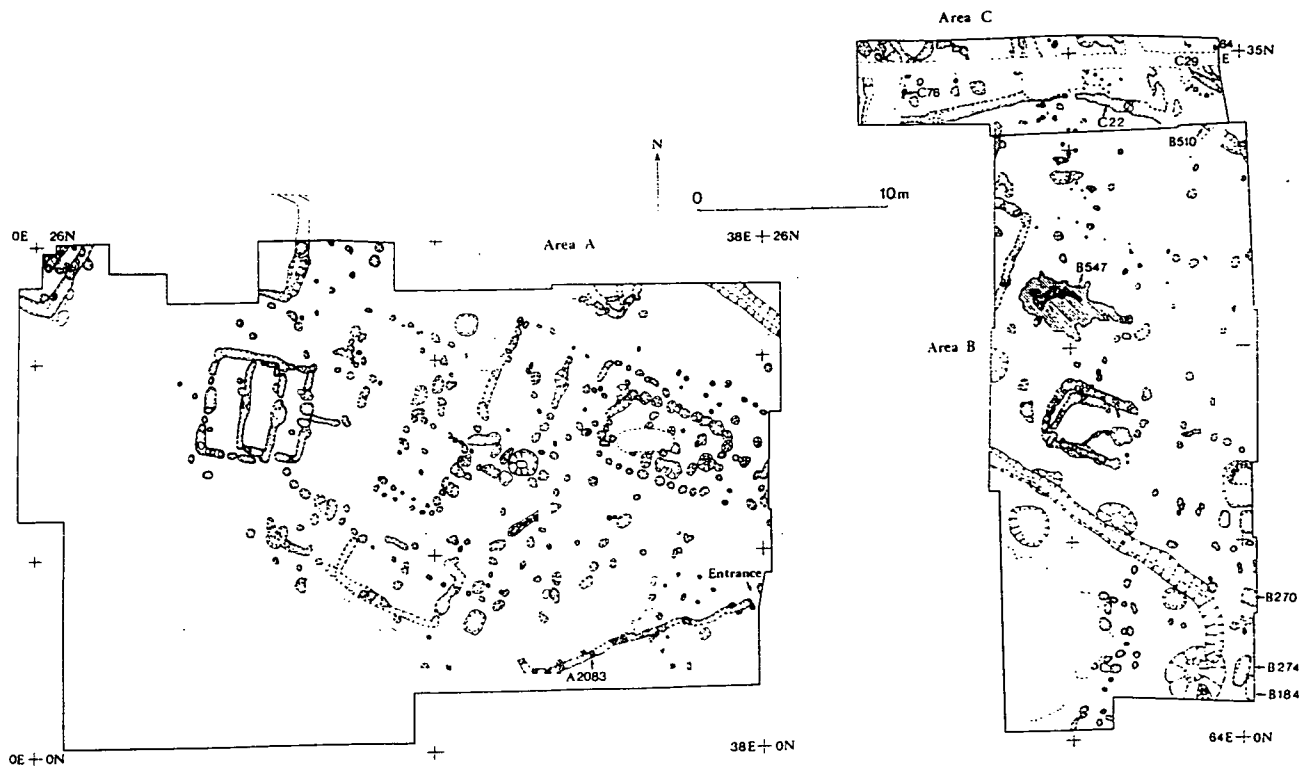 Area C
64 E
35N
C29
C78
C22
B510
N
0 10m
0E 26N
Area A
38E 26N
B547
Area B
Entrance
B270
A2083
B274
B184
0E 0N
38E 0N
64E 0N